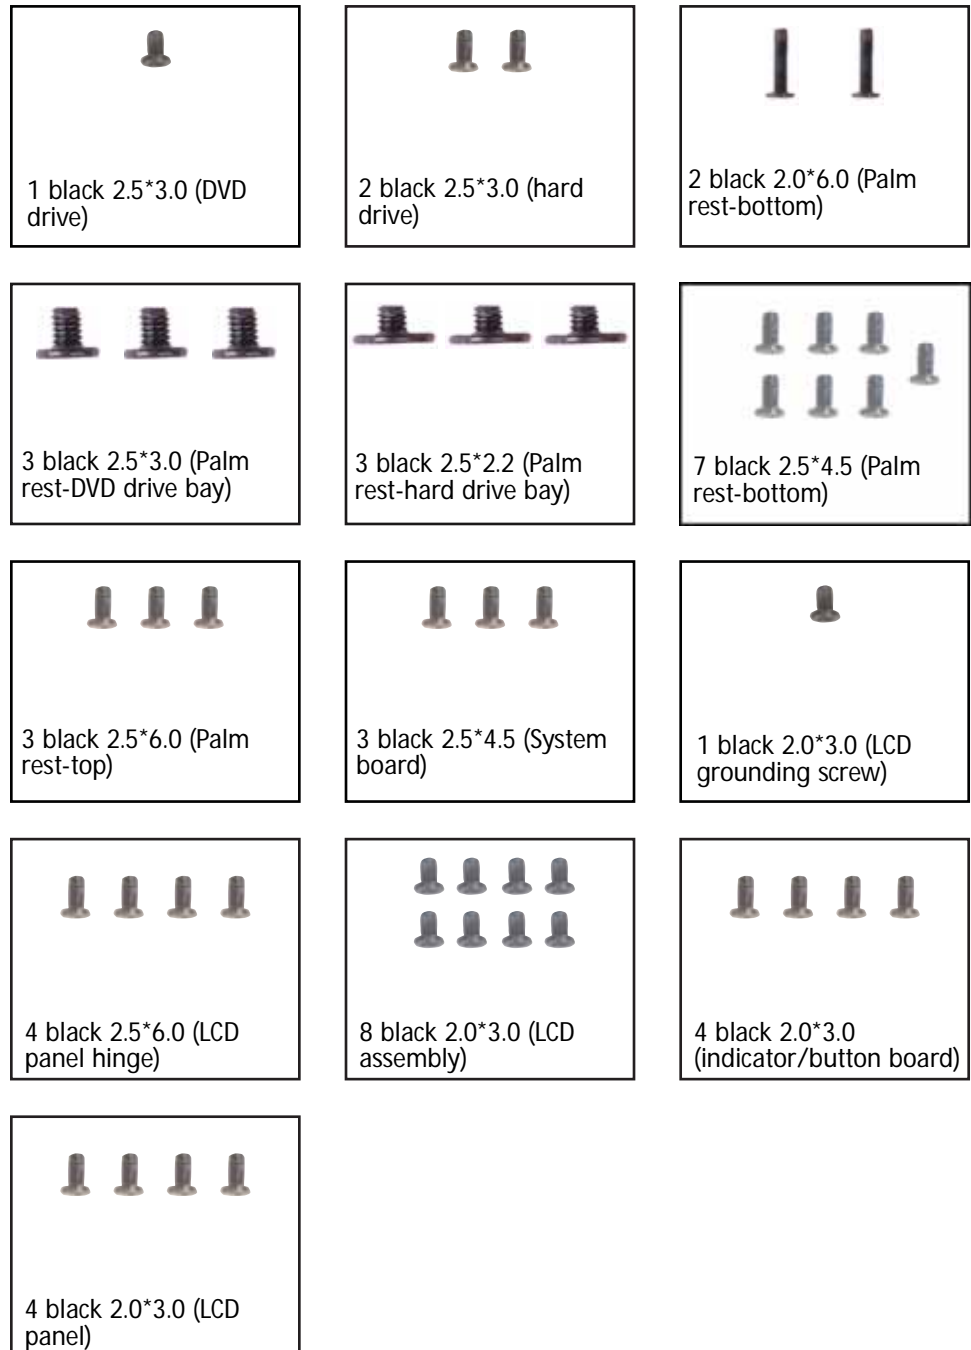 1 black 2.5*3.0 (DVD
drive)
2 black 2.5*3.0 (hard
drive)
2 black 2.0*6.0 (Palm
rest-bottom)
3 black 2.5*3.0 (Palm
rest-DVD drive bay)
3 black 2.5*2.2 (Palm
rest-hard drive bay)
7 black 2.5*4.5 (Palm
rest-bottom)
3 black 2.5*6.0 (Palm
rest-top)
3 black 2.5*4.5 (System
board)
1 black 2.0*3.0 (LCD
grounding screw)
4 black 2.5*6.0 (LCD
panel hinge)
8 black 2.0*3.0 (LCD
assembly)
4 black 2.0*3.0
(indicator/button board)
4 black 2.0*3.0 (LCD
panel)